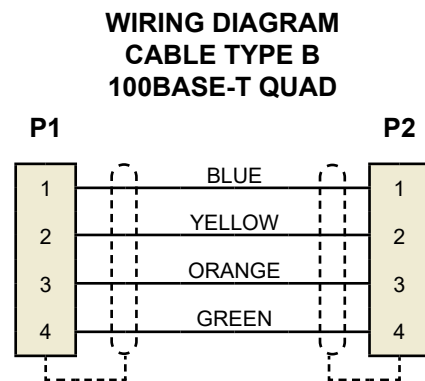 WIRING DIAGRAM
CABLE TYPE B
100BASE-T QUAD
P1 P2
1 BLUE 1
2 YELLOW 2
3 ORANGE 3
4 GREEN 4